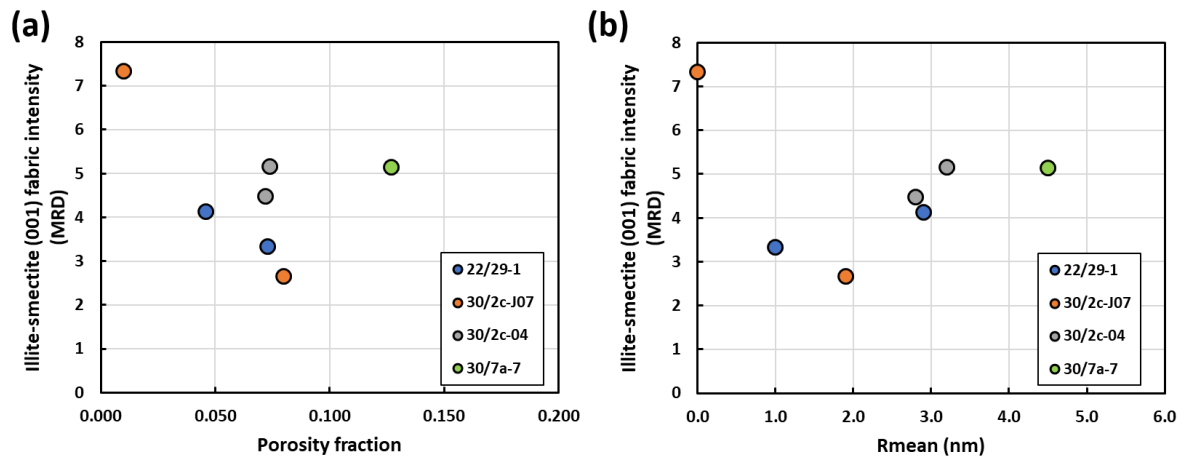 (a)
Illite-smectite (001) fabric intensity
(MRD)
8
7
6
5
4
3
2
1
0
0.000
0.050
0.100
0.150
0.200
Porosity fraction
22/29-1
30/2c-J07
30/2c-04
30/7a-7
(b)
Illite-smectite (001) fabric intensity
(MRD)
8
7
6
5
4
3
2
1
0
0.0
1.0
2.0
3.0
4.0
5.0
6.0
Rmean (nm)
22/29-1
30/2c-J07
30/2c-04
30/7a-7